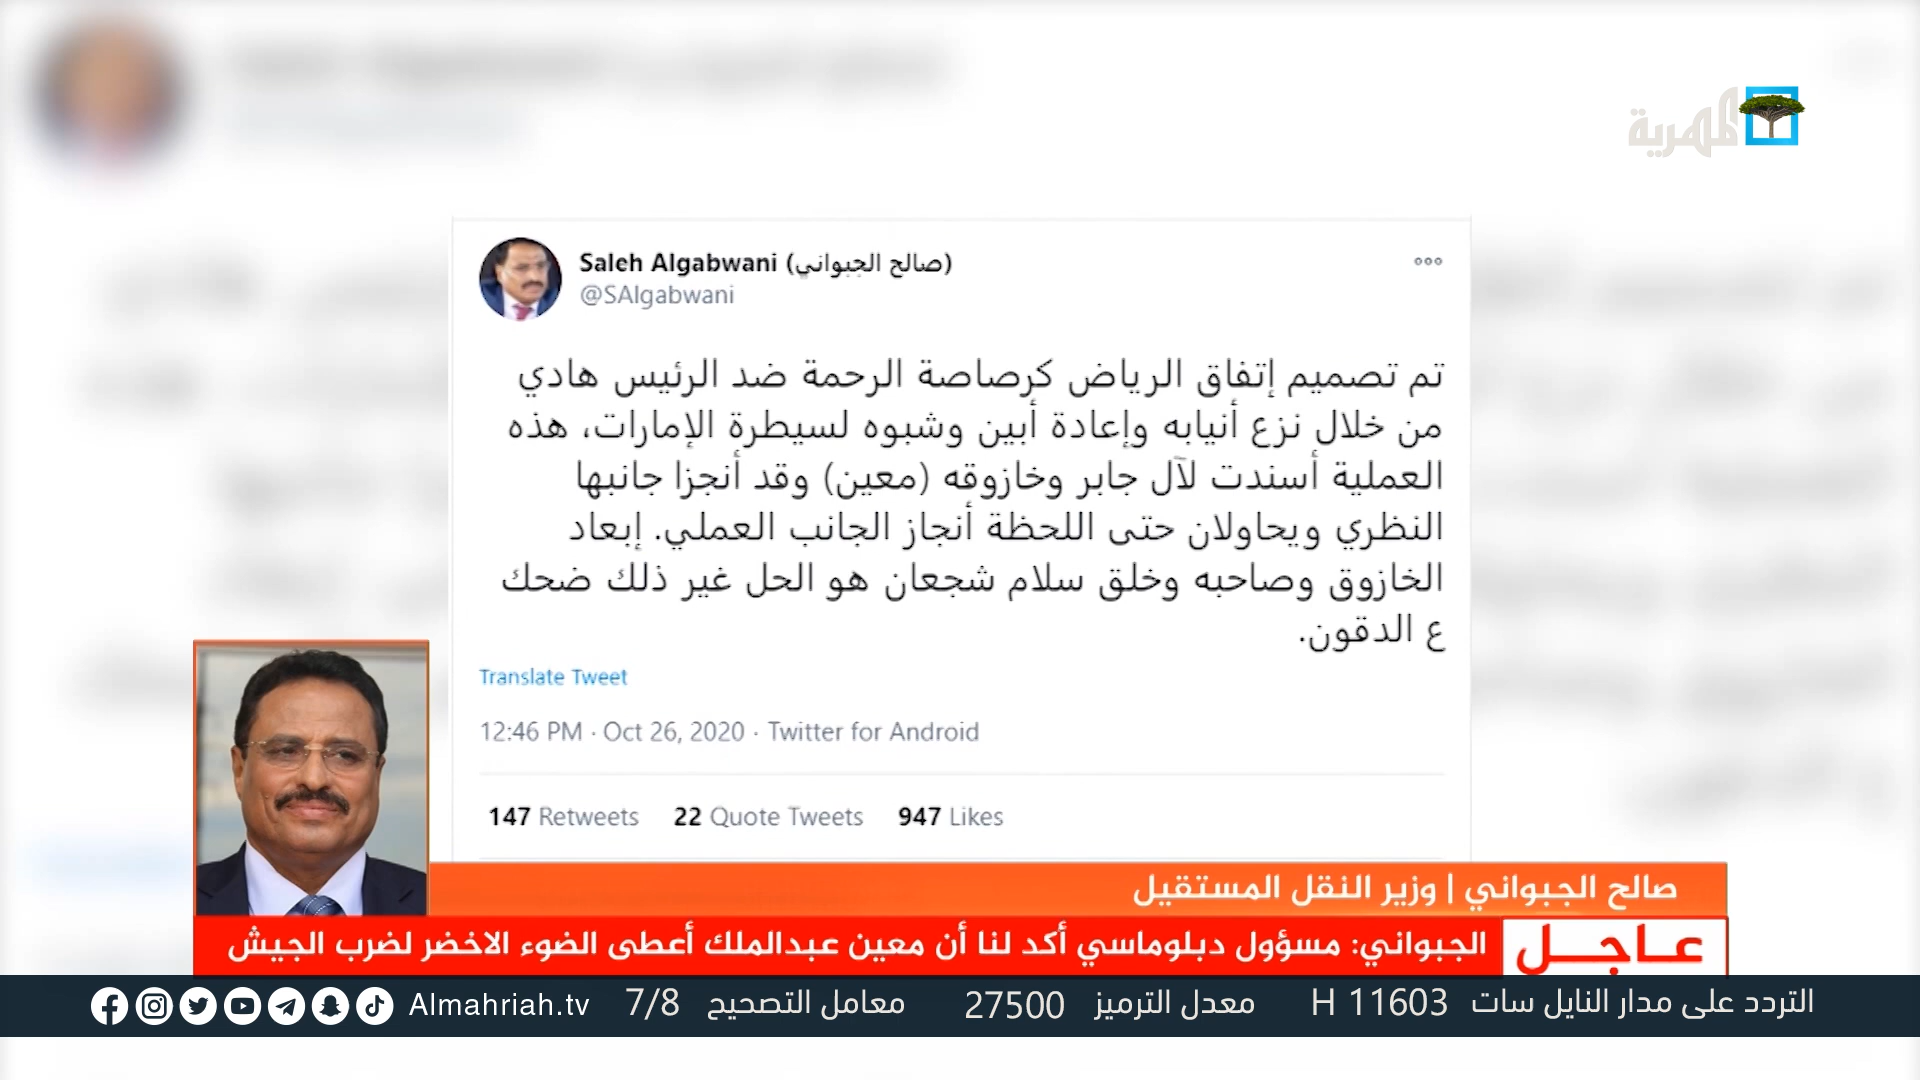 المهرية
Saleh Algabwani (صالح الجبواني)
@SAlgabwani
تم تصميم إتفاق الرياض كرصاصة الرحمة ضد الرئيس هادي
من خلال نزع أنيابه وإعادة أبين وشبوه لسيطرة الإمارات، هذه
العملية أسندت لآل جابر وخازوقه (معين) وقد أنجزا جانبها
النظري ويحاولان حتى اللحظة أنجاز الجانب العملي. إبعاد
الخازوق وصاحبه وخلق سلام شجعان هو الحل غير ذلك ضحك
ع الدقون.
Translate Tweet
12:46 PM · Oct 26, 2020 · Twitter for Android
147 Retweets 22 Quote Tweets 947 Likes
صالح الجبواني | وزير النقل المستقيل
عـاجـل الجبواني: مسؤول دبلوماسي أكد لنا أن معين عبدالملك أعطى الضوء الاخضر لضرب الجيش
التردد على مدار النايل سات 11603 H معدل الترميز 27500 معامل التصحيح 7/8 Almahriah.tv